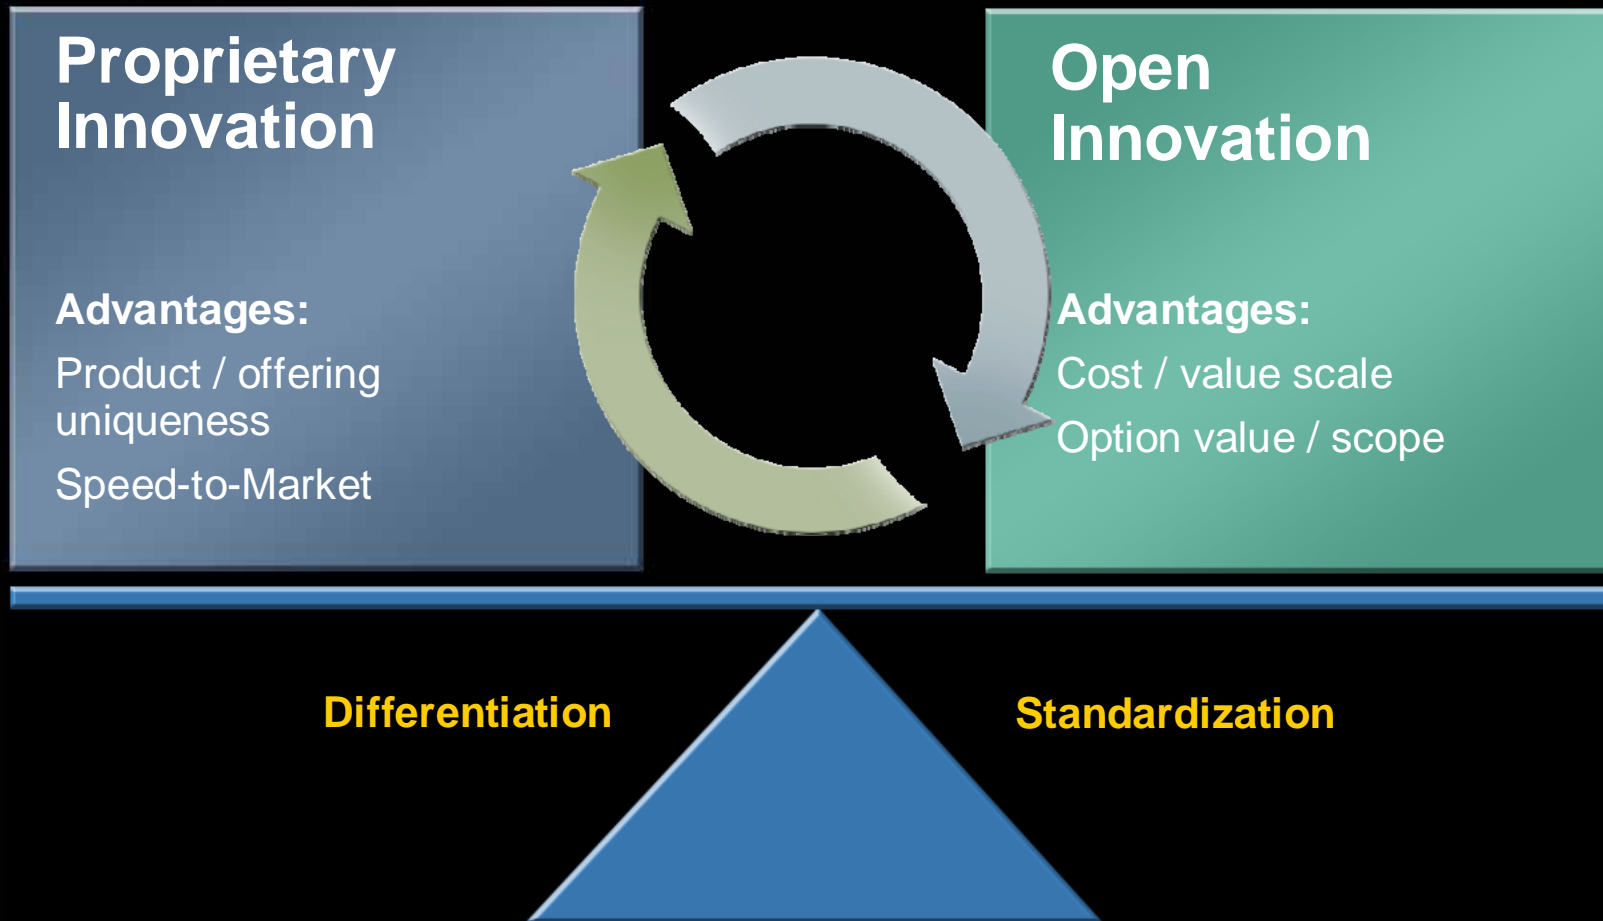 Proprietary
Innovation
Advantages:
Product / offering
uniqueness
Speed-to-Market
Open
Innovation
Advantages:
Cost / value scale
Option value / scope
Differentiation
Standardization